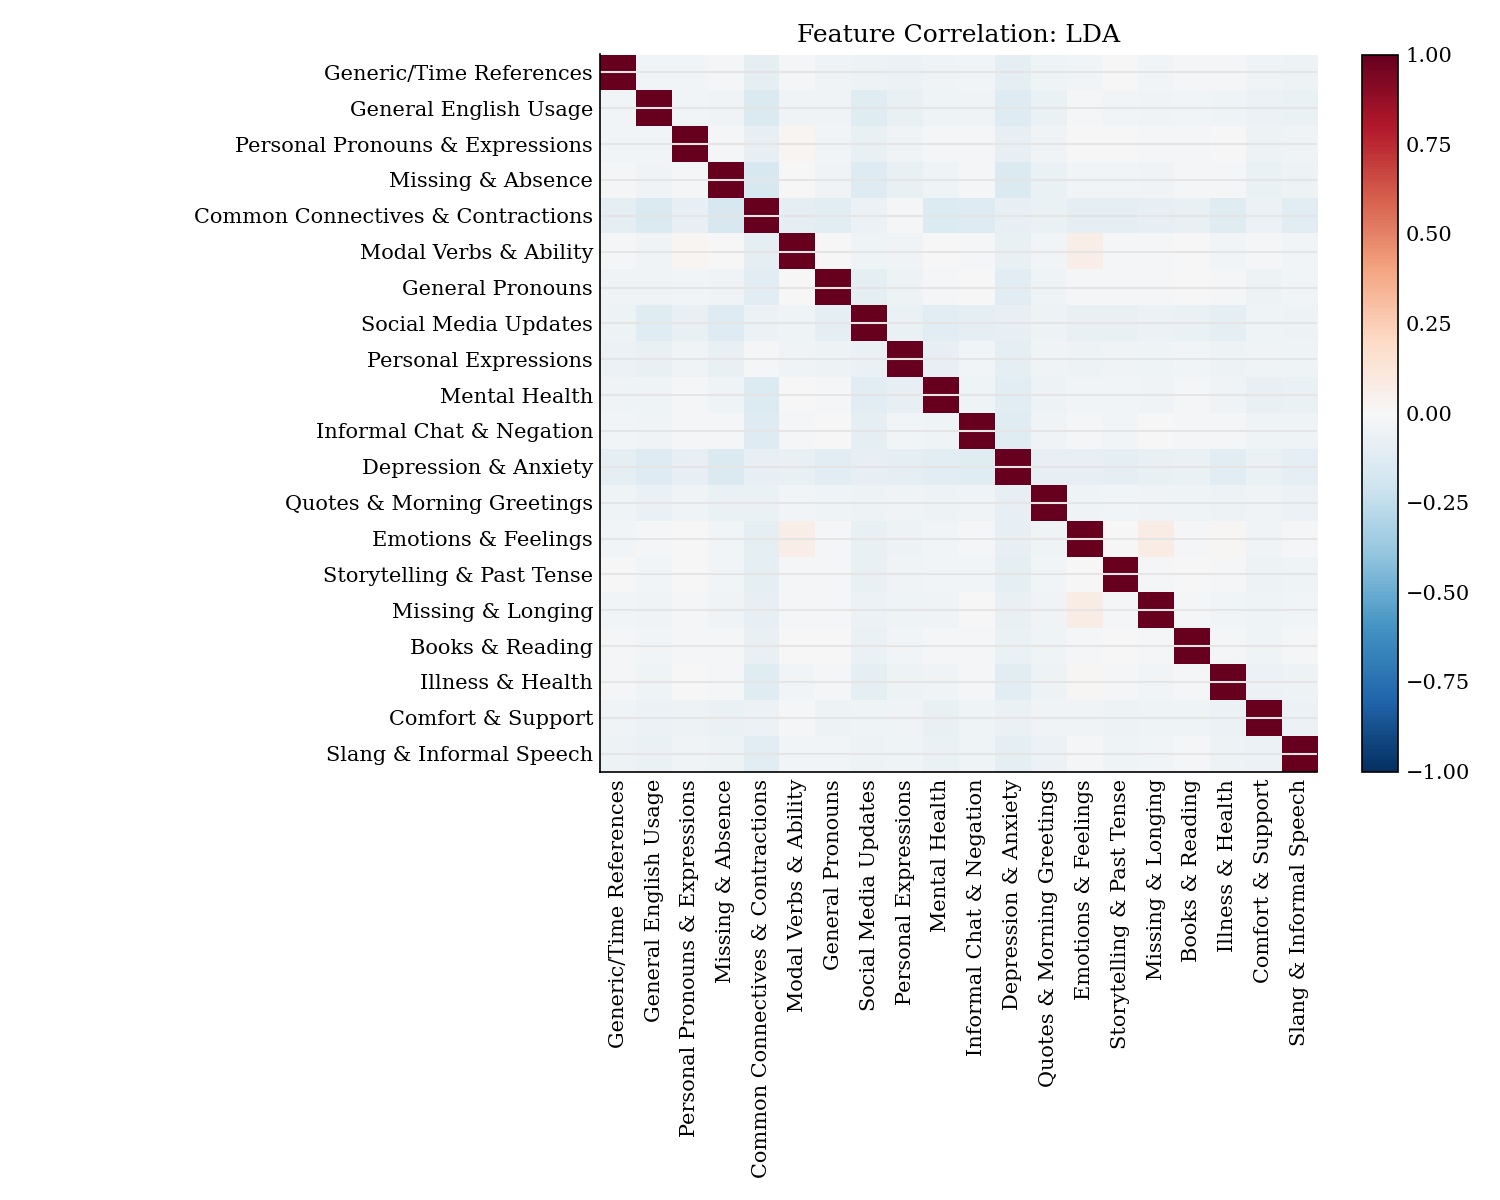 Feature Correlation: LDA
Generic/Time References
General English Usage
Personal Pronouns & Expressions
Missing & Absence
Common Connectives & Contractions
Modal Verbs & Ability
General Pronouns
Social Media Updates
Personal Expressions
Mental Health
Informal Chat & Negation
Depression & Anxiety
Quotes & Morning Greetings
Emotions & Feelings
Storytelling & Past Tense
Missing & Longing
Books & Reading
Illness & Health
Comfort & Support
Slang & Informal Speech
1.00
0.75
0.50
0.25
0.00
−0.25
−0.50
−0.75
−1.00
Generic/Time References
General English Usage
Personal Pronouns & Expressions
Missing & Absence
Common Connectives & Contractions
Modal Verbs & Ability
General Pronouns
Social Media Updates
Personal Expressions
Mental Health
Informal Chat & Negation
Depression & Anxiety
Quotes & Morning Greetings
Emotions & Feelings
Storytelling & Past Tense
Missing & Longing
Books & Reading
Illness & Health
Comfort & Support
Slang & Informal Speech